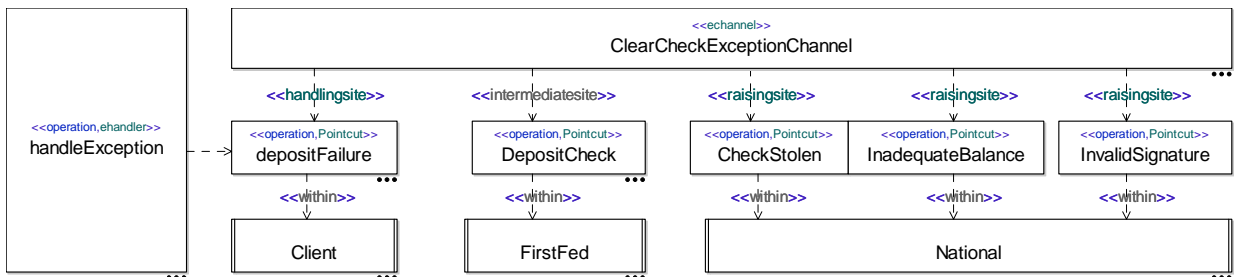 <<echannel>>
ClearCheckExceptionChannel
<<handlingsite>> <<intermediatesite>> <<raisingsite>> <<raisingsite>> <<raisingsite>>
<<operation,ehandler>>
handleException
<<operation,Pointcut>> <<operation,Pointcut>> <<operation,Pointcut>> <<operation,Pointcut>> <<operation,Pointcut>>
depositFailure DepositCheck CheckStolen InadequateBalance InvalidSignature
<<within>> <<within>> <<within>> <<within>> <<within>>
Client FirstFed National